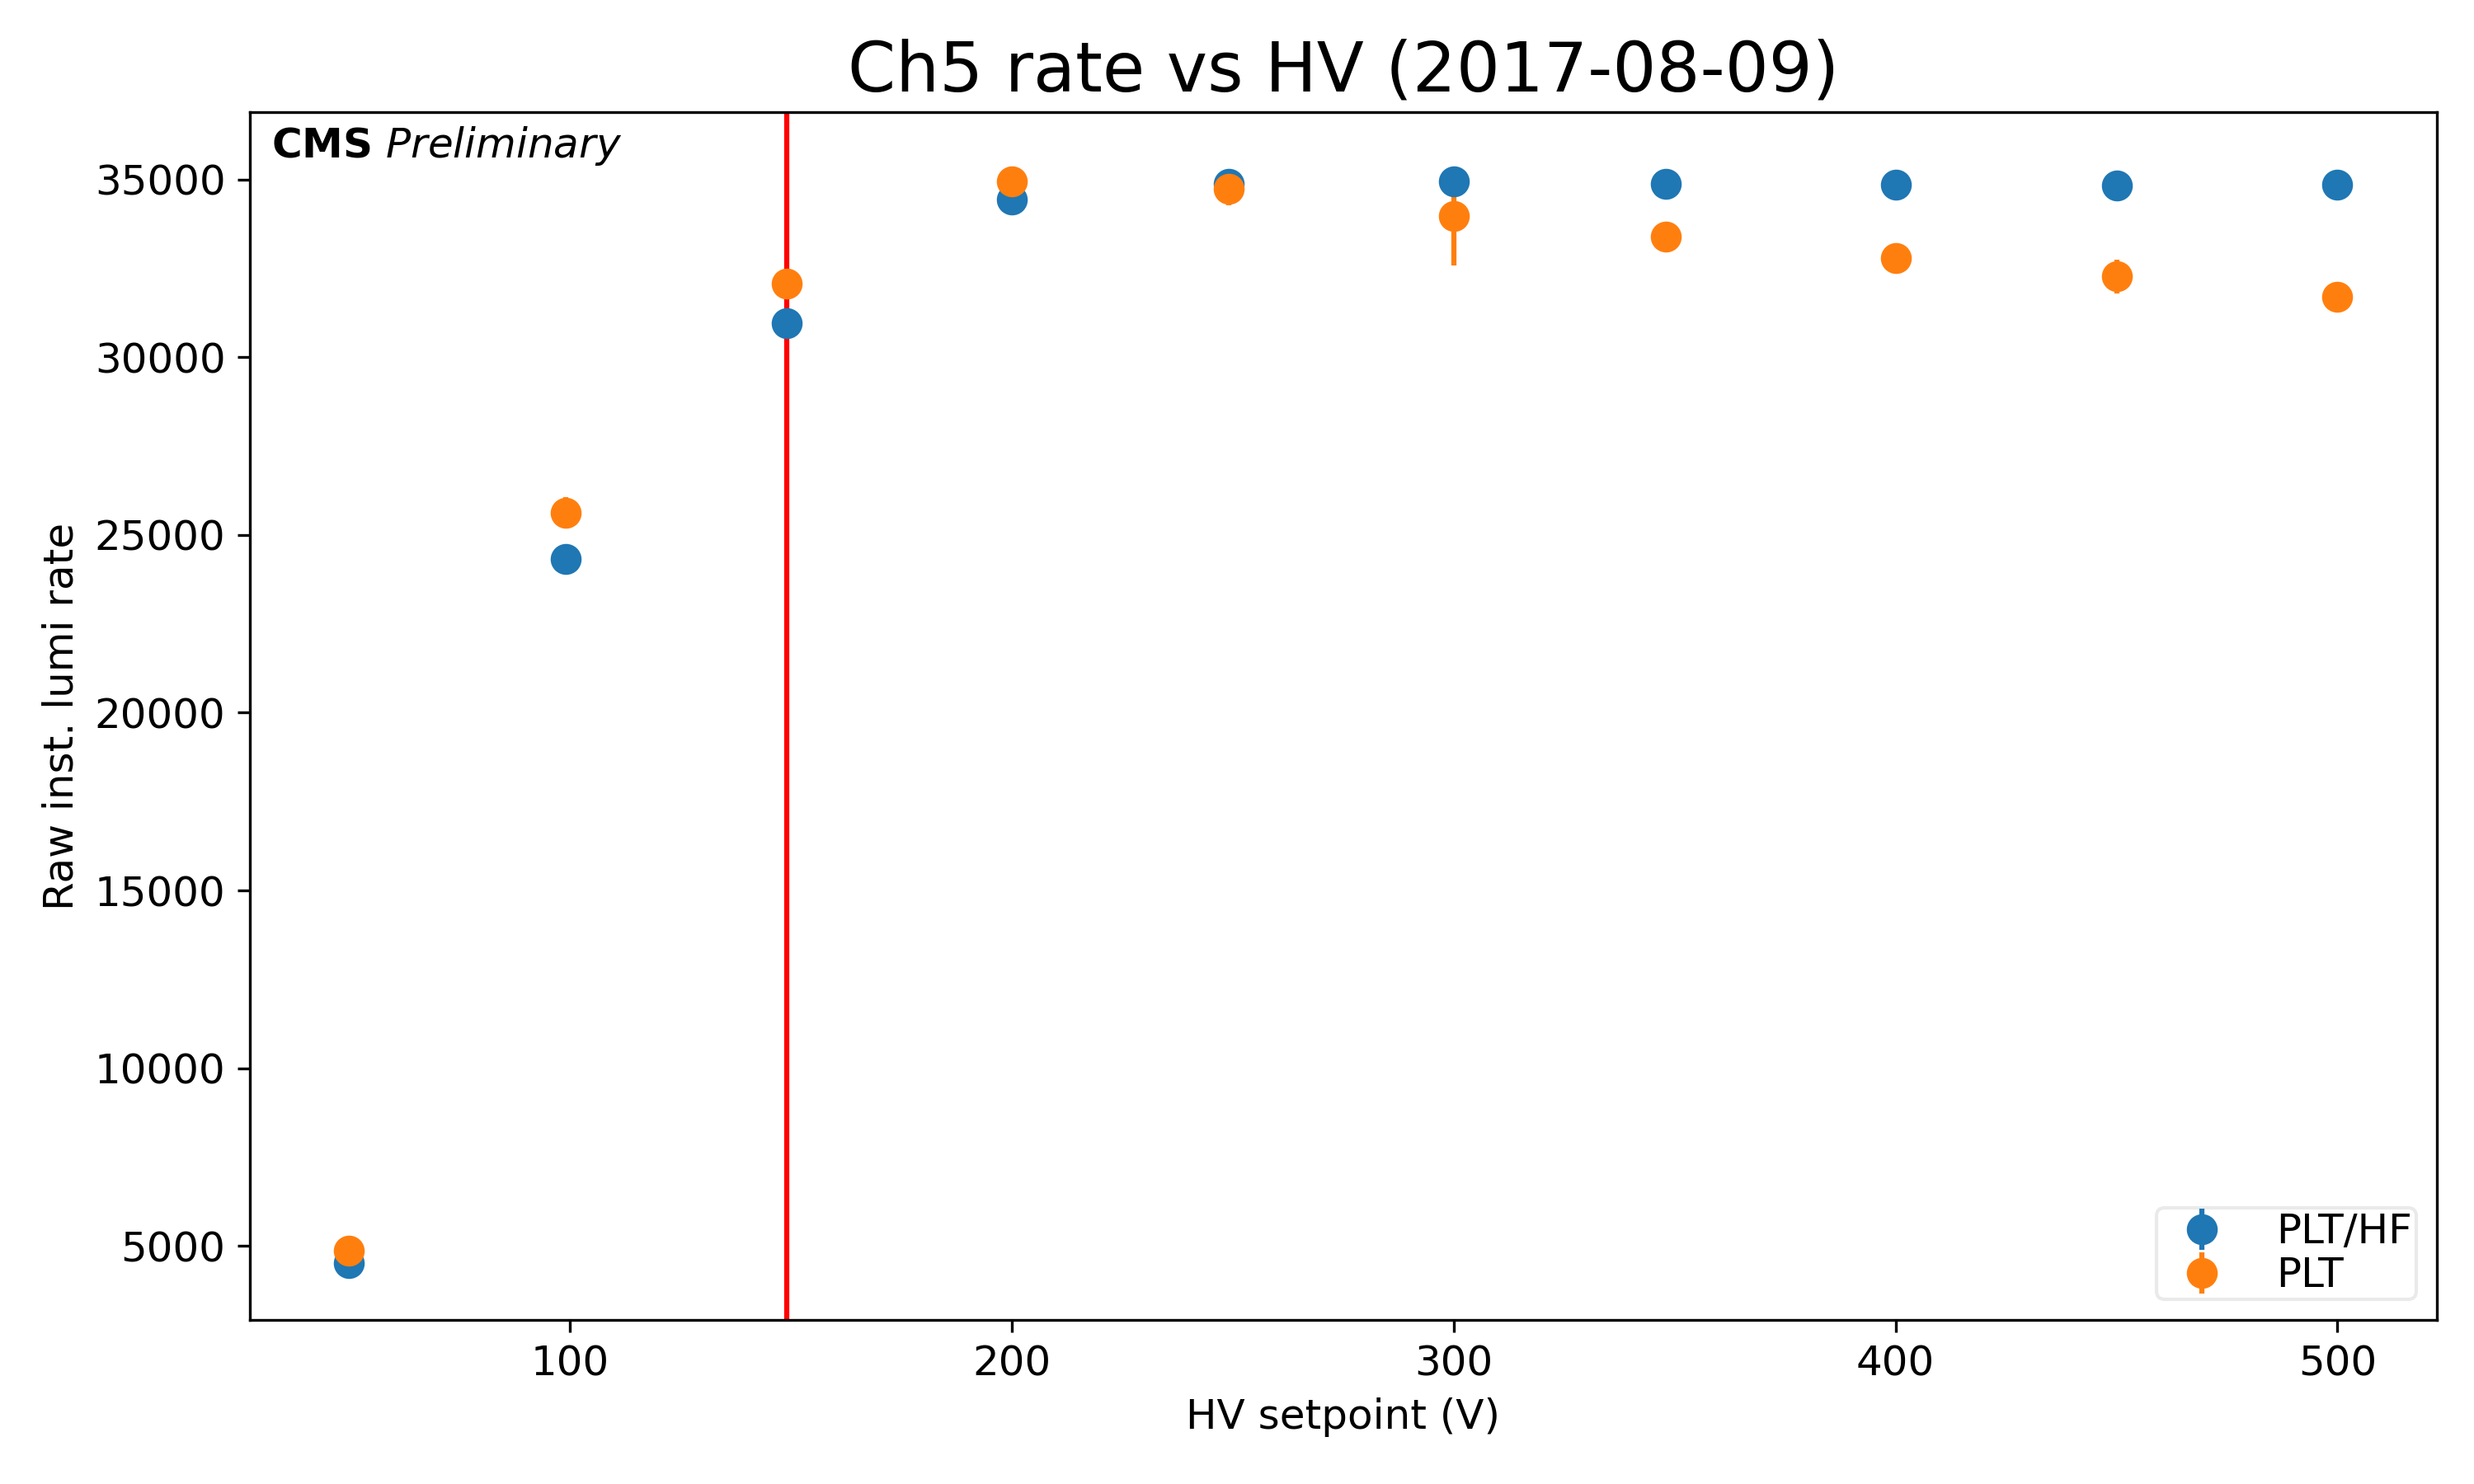 Ch5 rate vs HV (2017-08-09)
CMS Preliminary
35000
30000
25000
20000
15000
10000
5000
Raw inst. lumi rate
100 200 300 400 500
HV setpoint (V)
PLT/HF
PLT